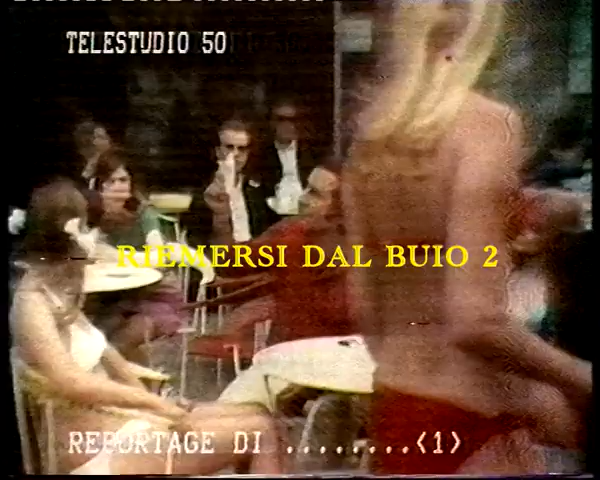 TELESTUDIO 50
RIEMERSI DAL BUIO 2
REPORTAGE DI ........<1>